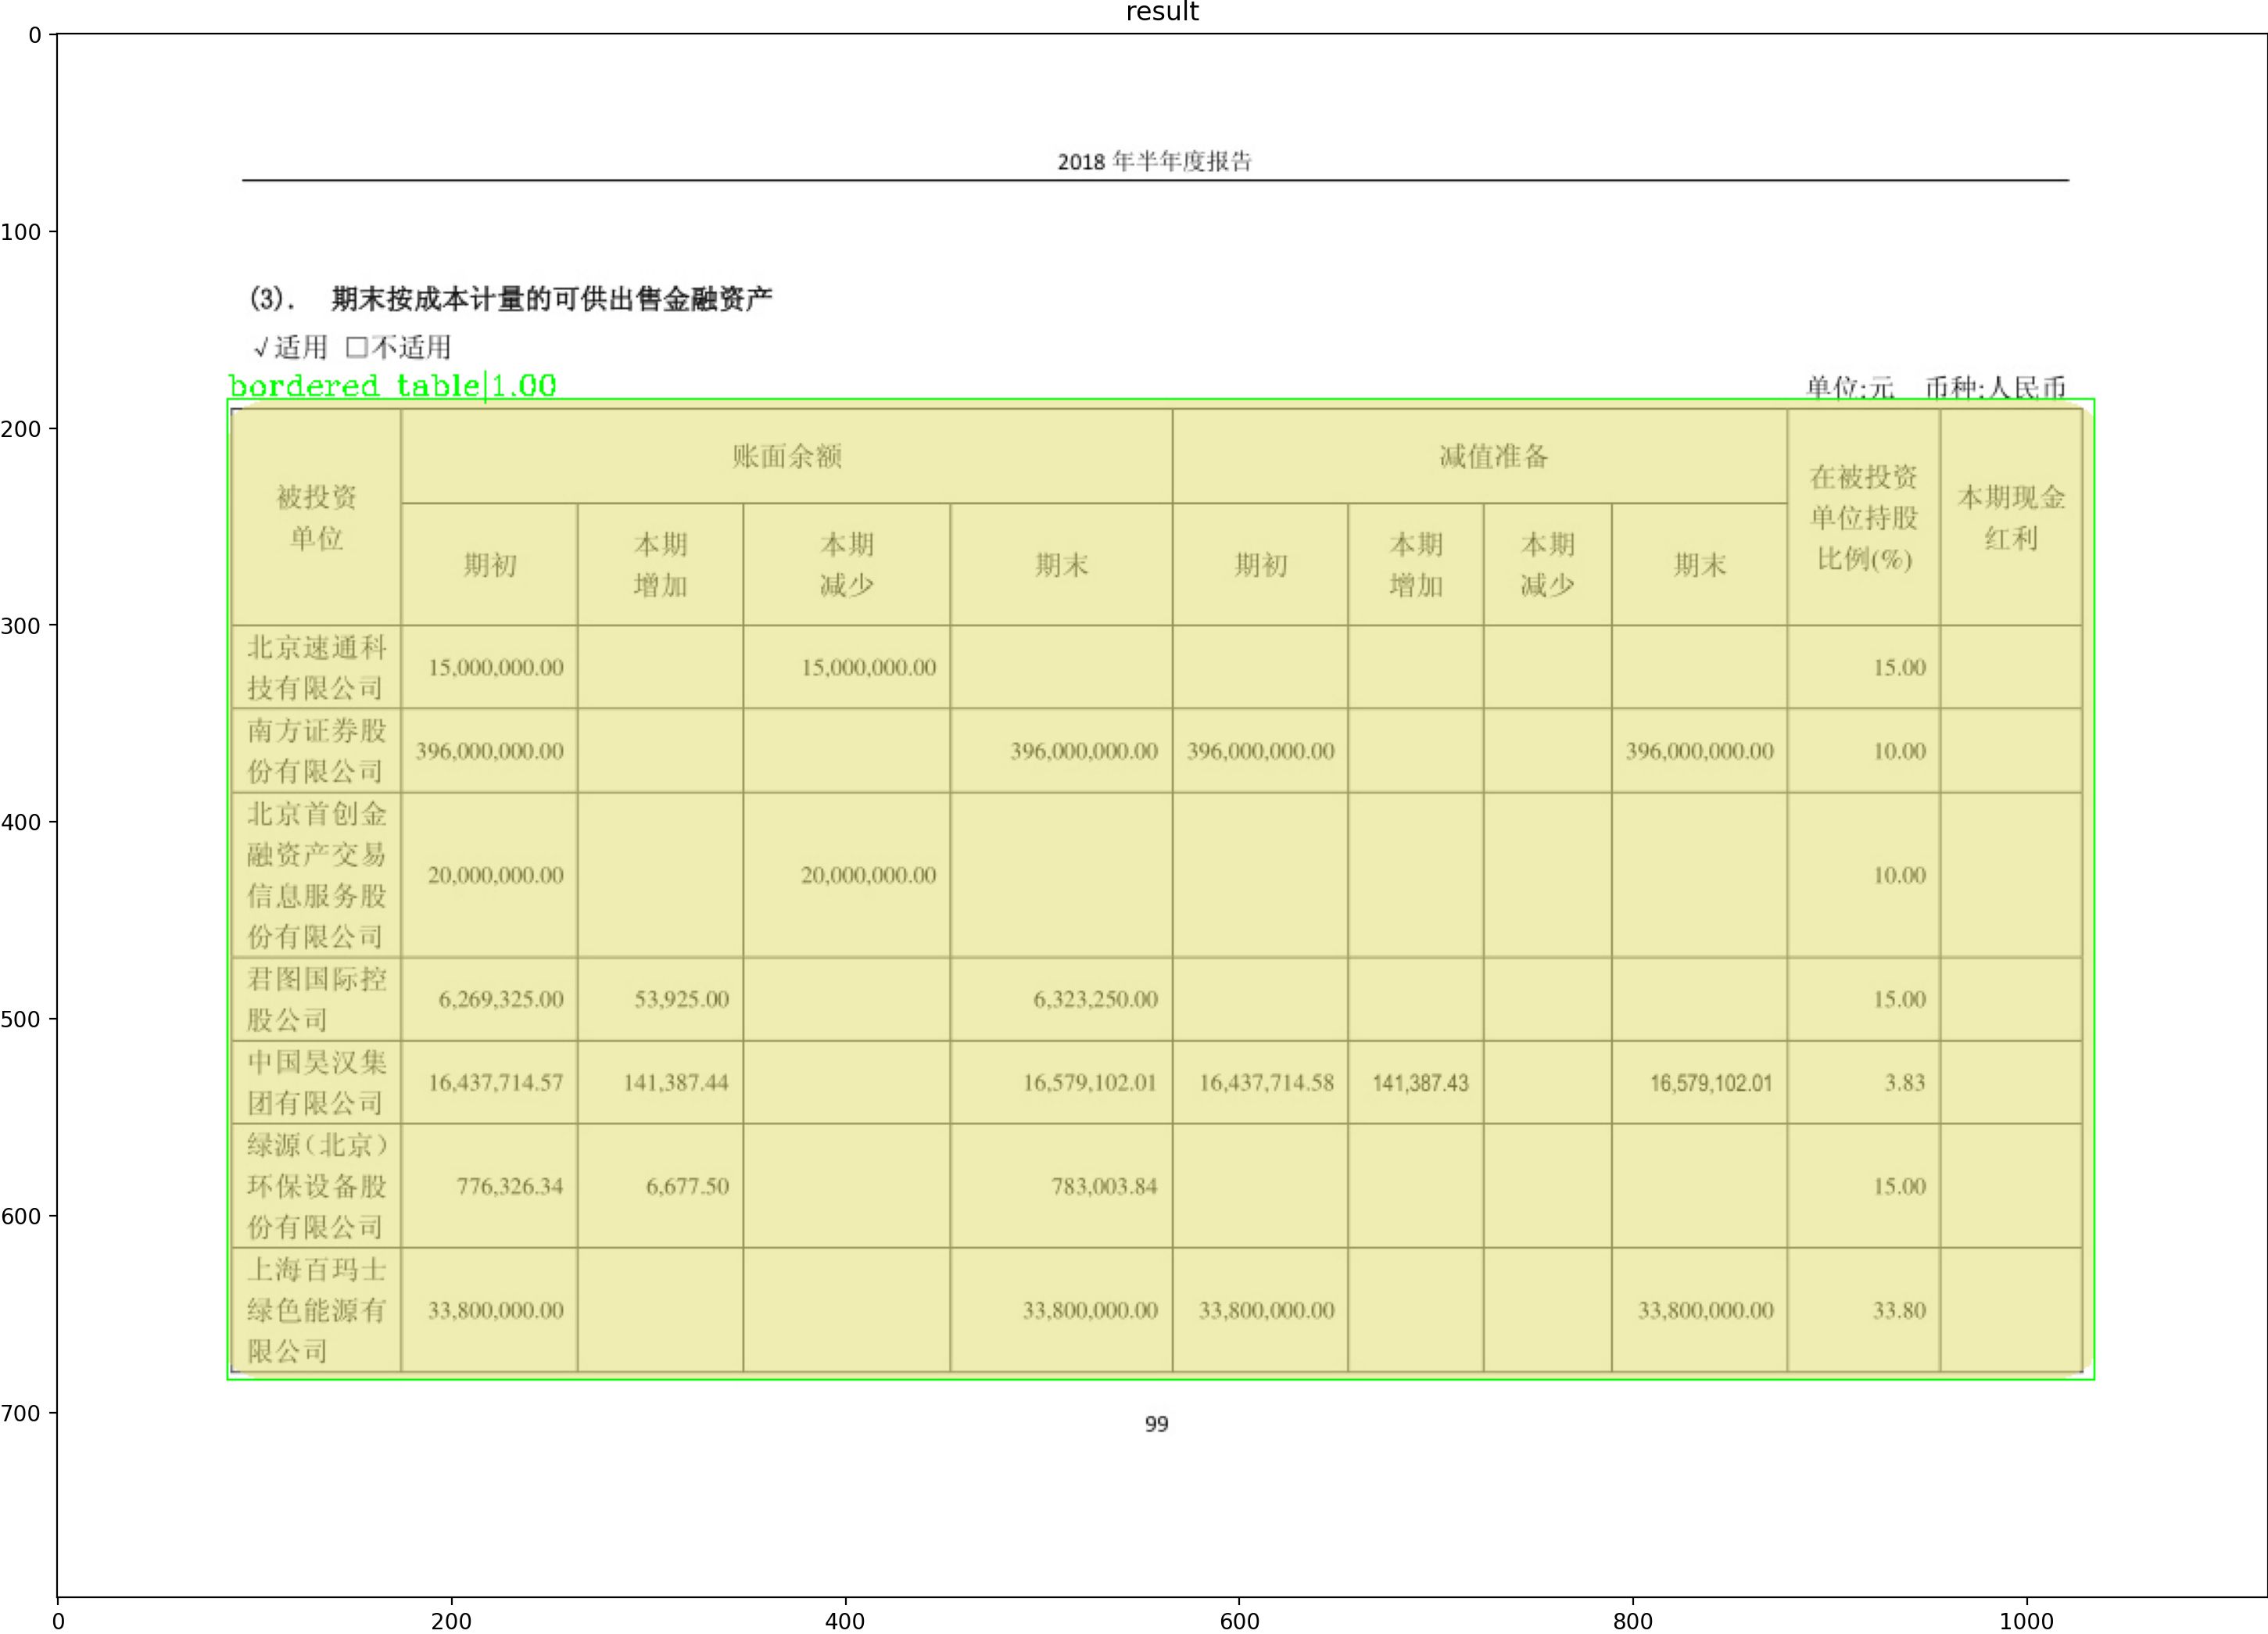 result
2018 年半年度报告
(3). 期末按成本计量的可供出售金融资产
√适用 □不适用
bordered_table|1.00
单位:元 币种:人民币
被投资单位 账面余额 减值准备 在被投资单位持股比例(%) 本期现金红利
期初 本期增加 本期减少 期末 期初 本期增加 本期减少 期末
北京速通科技有限公司 15,000,000.00 15,000,000.00 15.00
南方证券股份有限公司 396,000,000.00 396,000,000.00 396,000,000.00 396,000,000.00 10.00
北京首创金融资产交易信息服务股份有限公司 20,000,000.00 20,000,000.00 10.00
君图国际控股公司 6,269,325.00 53,925.00 6,323,250.00 15.00
中国昊汉集团有限公司 16,437,714.57 141,387.44 16,579,102.01 16,437,714.58 141,387.43 16,579,102.01 3.83
绿源（北京）环保设备股份有限公司 776,326.34 6,677.50 783,003.84 15.00
上海百玛士绿色能源有限公司 33,800,000.00 33,800,000.00 33,800,000.00 33,800,000.00 33.80
99
0
100
200
300
400
500
600
700
0 200 400 600 800 1000